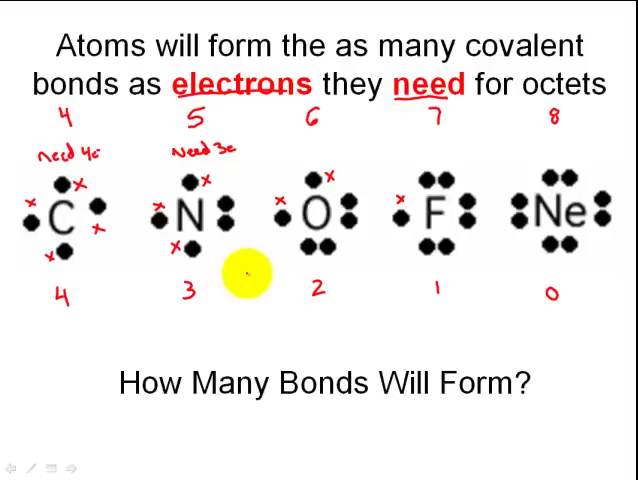 Atoms will form the as many covalent
bonds as electrons they need for octets
4 5 6 7 8
need 4e need 3e
C N O F Ne
4 3 2 1 0
How Many Bonds Will Form?